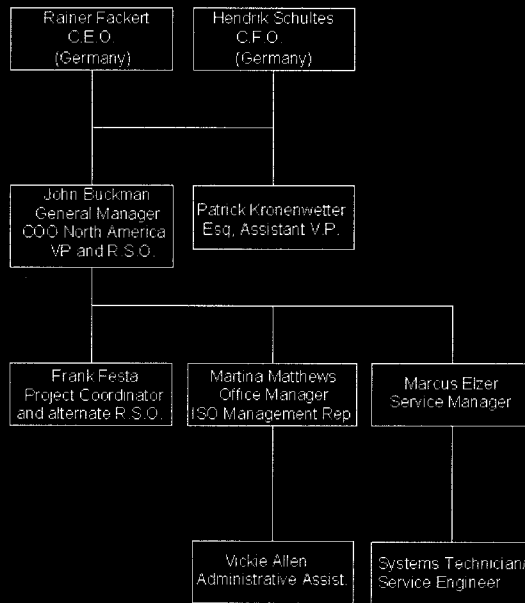 Rainer Fackert
C.E.O.
(Germany)
Hendrik Schultes
C.F.O.
(Germany)
John Buckman
General Manager
COO North America
VP and R.S.O.
Patrick Kronenwetter
Esq, Assistant V.P.
Frank Festa
Project Coordinator
and alternate R.S.O.
Martina Matthews
Office Manager
ISO Management Rep
Marcus Elzer
Service Manager
Vickie Allen
Administrative Assist.
Systems Technician/
Service Engineer